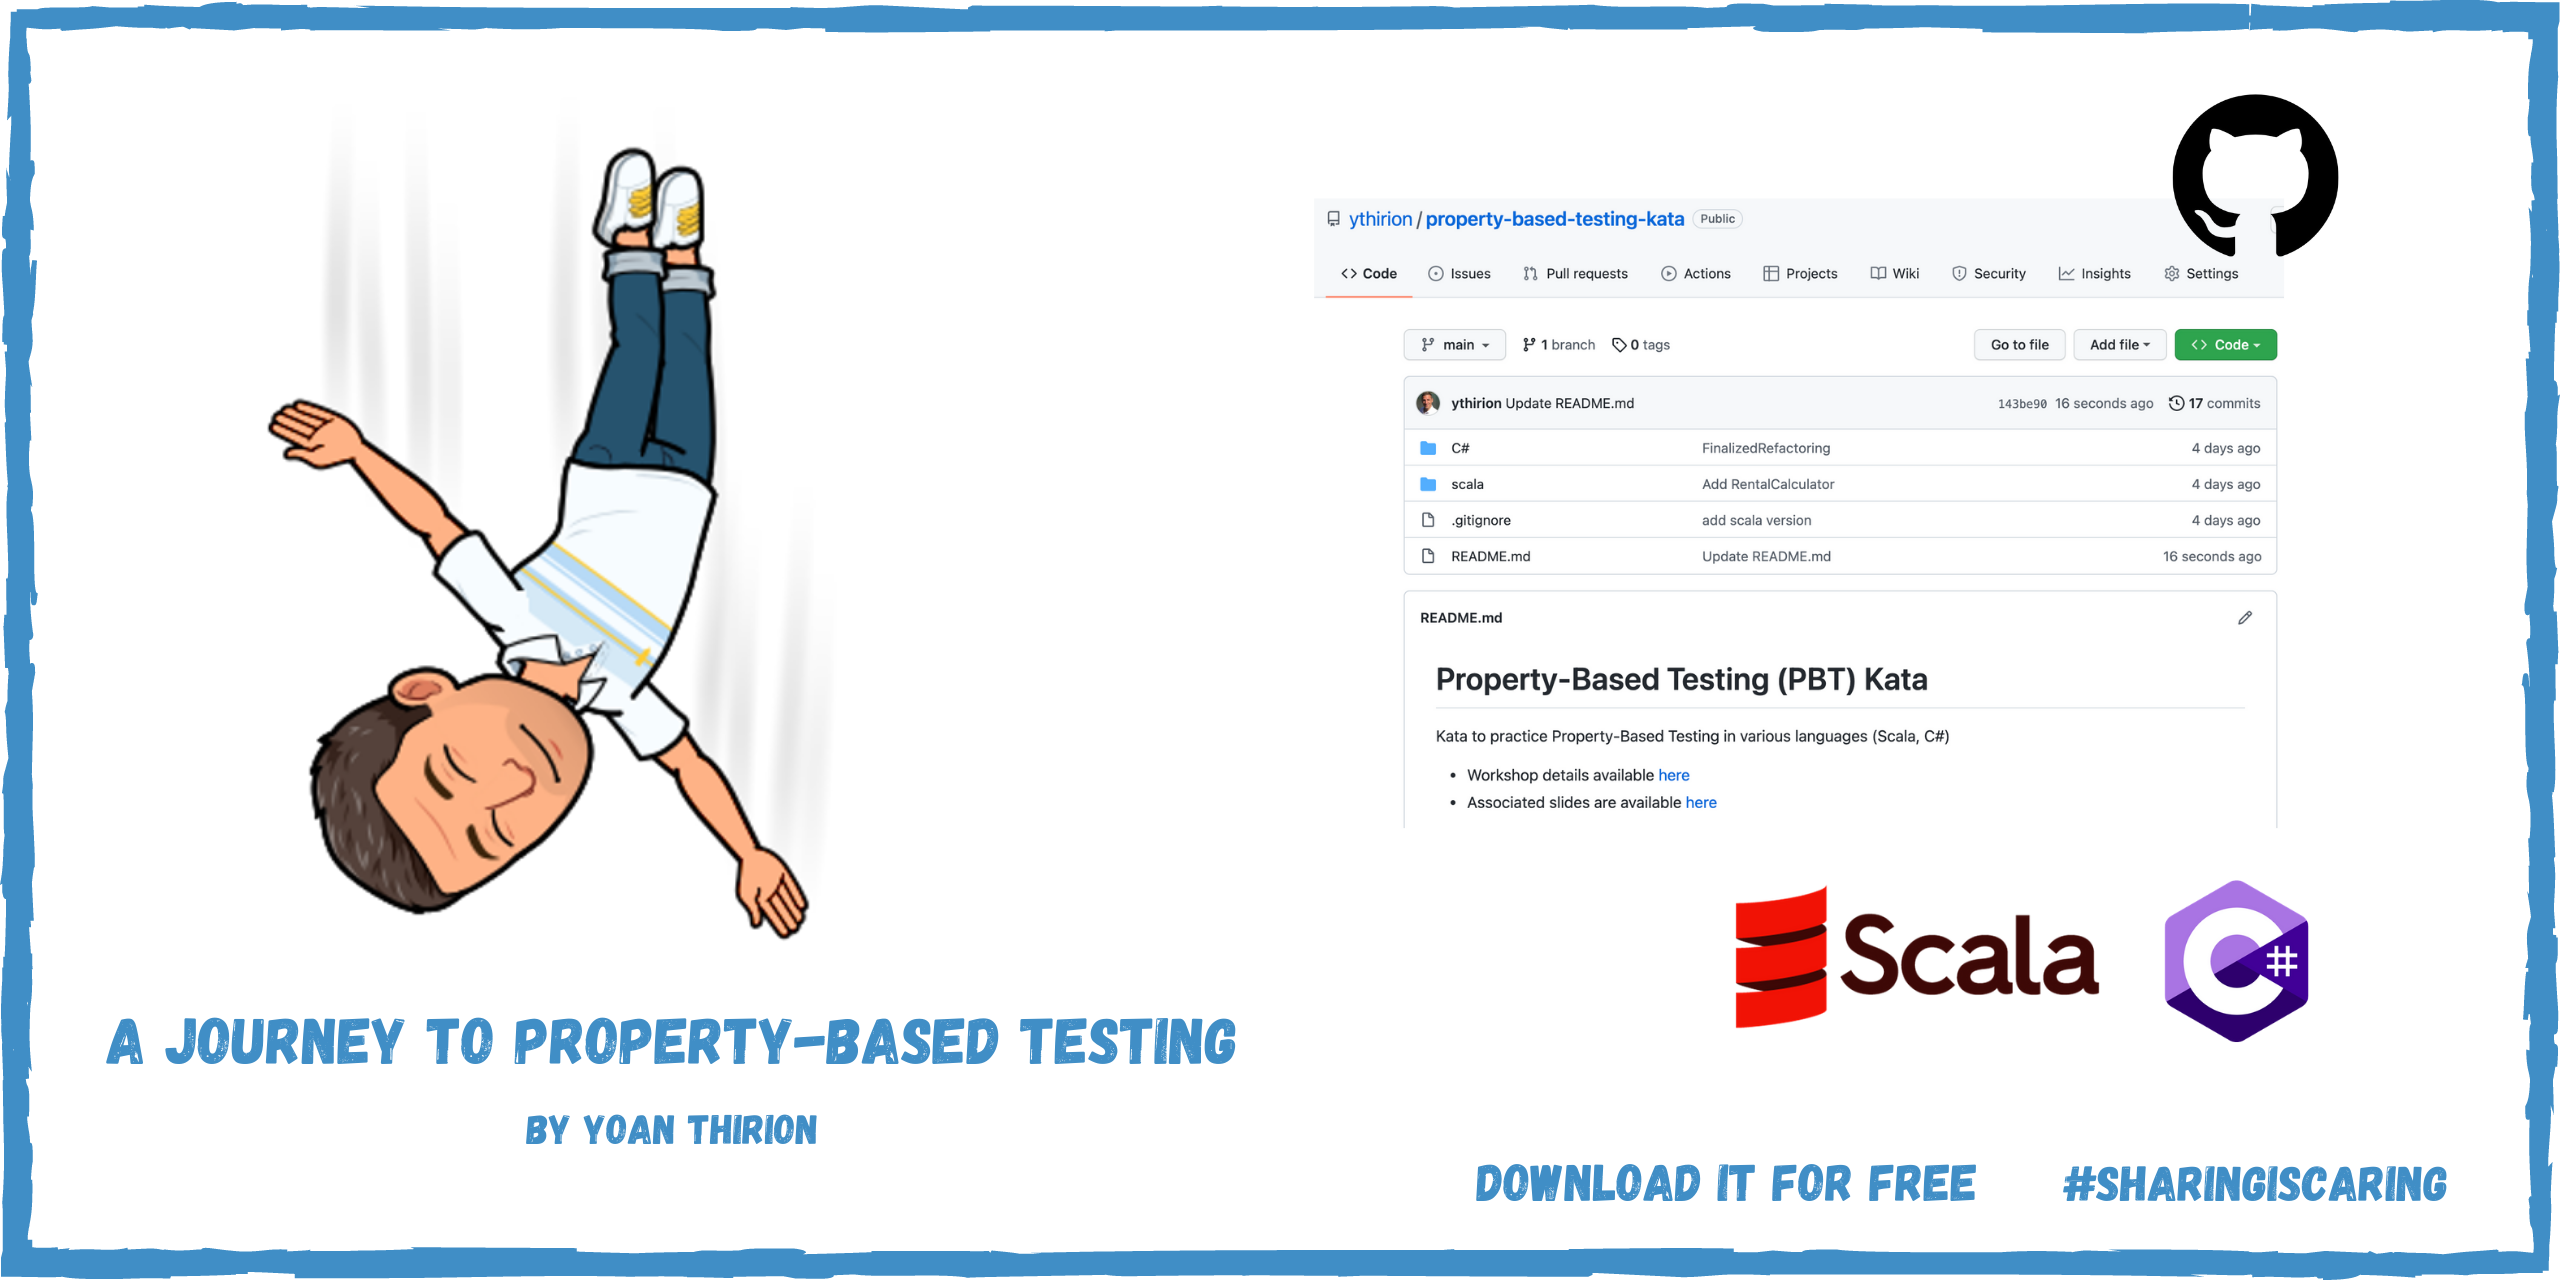 A JOURNEY TO PROPERTY-BASED TESTING
BY YOAN THIRION
ythirion / property-based-testing-kata Public
<> Code Issues Pull requests Actions Projects Wiki Security Insights Settings
main 1 branch 0 tags Go to file Add file <> Code
ythirion Update README.md 143be90 16 seconds ago 17 commits
C# FinalizedRefactoring 4 days ago
scala Add RentalCalculator 4 days ago
.gitignore add scala version 4 days ago
README.md Update README.md 16 seconds ago
README.md
Property-Based Testing (PBT) Kata
Kata to practice Property-Based Testing in various languages (Scala, C#)
• Workshop details available here
• Associated slides are available here
Scala C#
DOWNLOAD IT FOR FREE #SHARINGISCARING